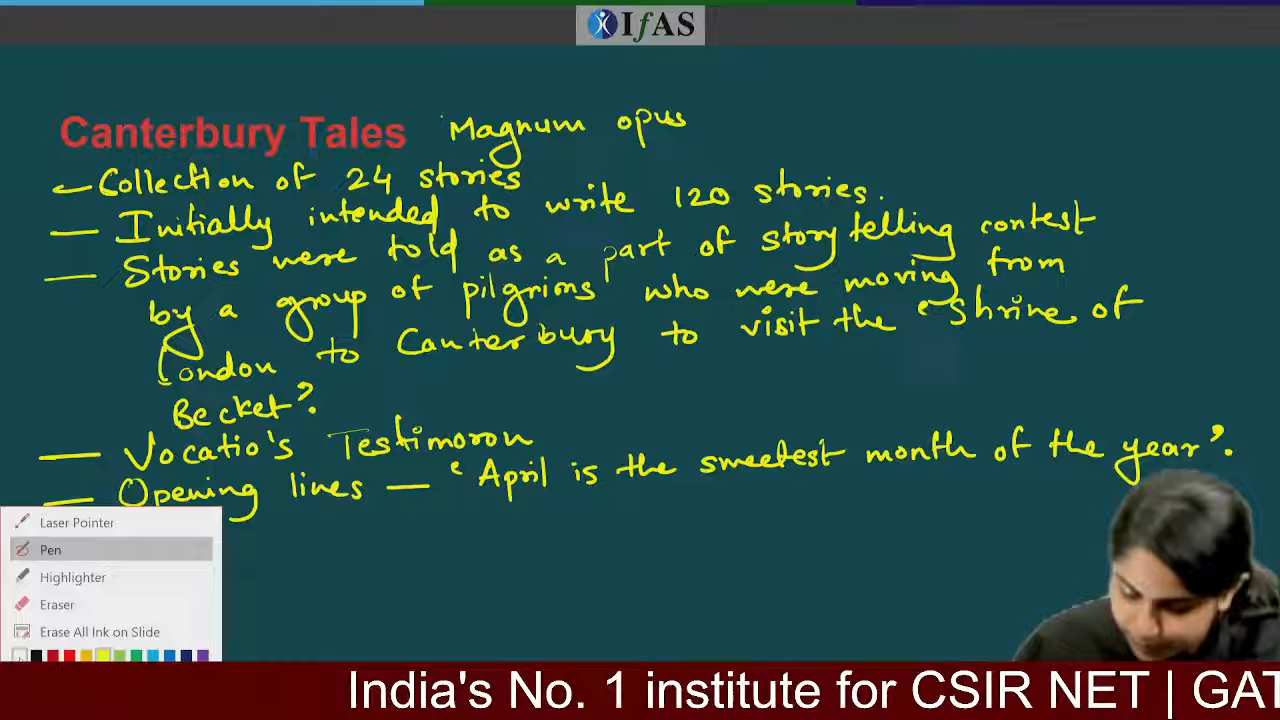 IfAS
Canterbury Tales Magnum opus
— Collection of 24 stories
— Initially intended to write 120 stories.
— Stories were told as a part of story telling contest
by a group of pilgrims who were moving from
London to Canterbury to visit the 'Shrine of
Becket'.
— Vocatio's Testimoron
— Opening lines — 'April is the sweetest month of the year'.
Laser Pointer
Pen
Highlighter
Eraser
Erase All Ink on Slide
India's No. 1 institute for CSIR NET | GAT